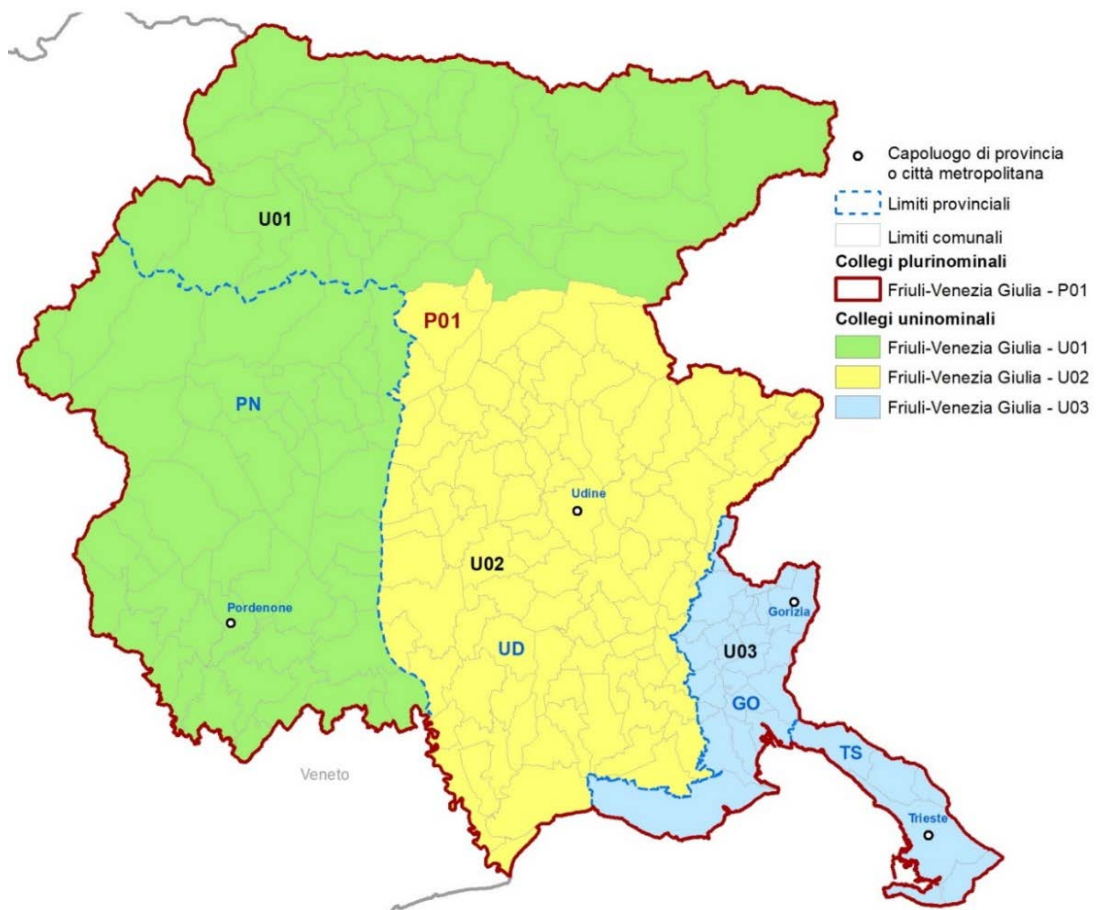 U01
P01
PN
Udine
U02
Pordenone
Gorizia
U03
UD
GO
TS
Veneto
Trieste
Capoluogo di provincia
o città metropolitana
Limiti provinciali
Limiti comunali
Collegi plurinominali
Friuli-Venezia Giulia - P01
Collegi uninominali
Friuli-Venezia Giulia - U01
Friuli-Venezia Giulia - U02
Friuli-Venezia Giulia - U03